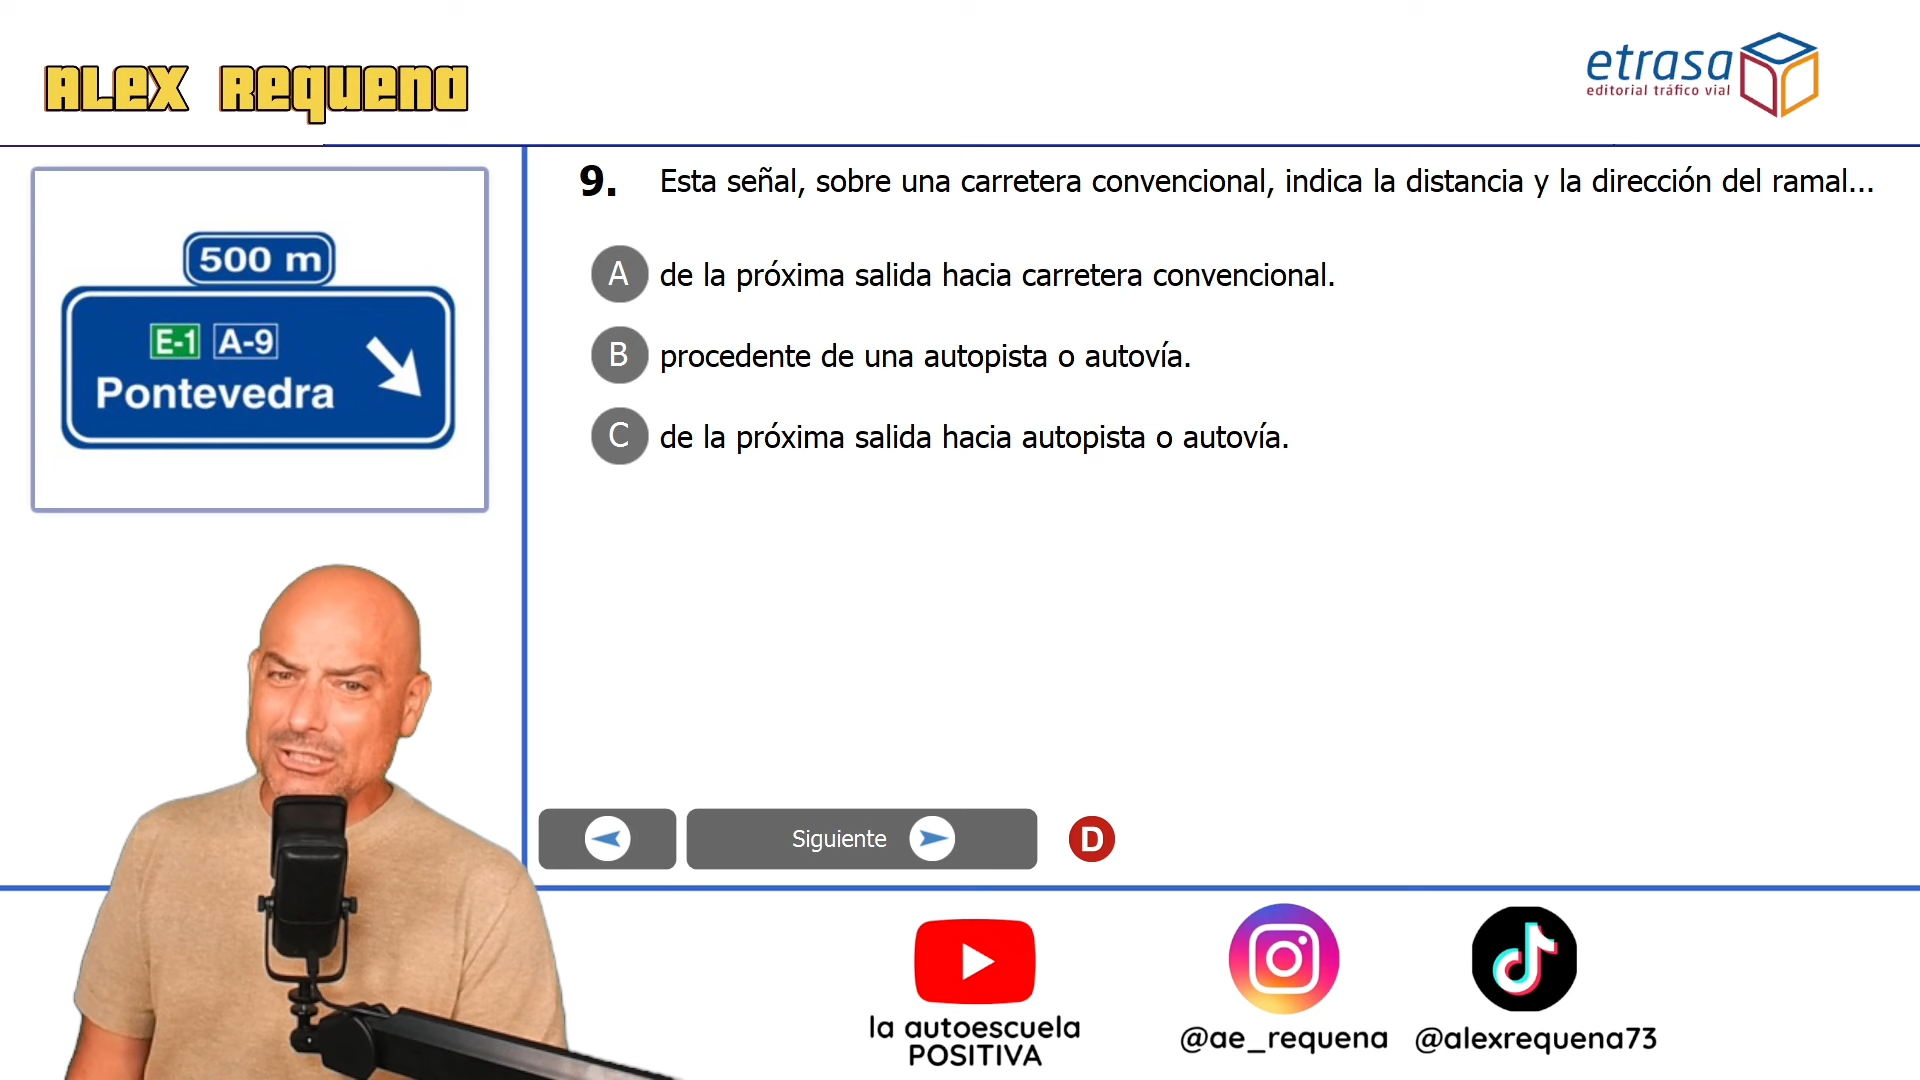 ALEX REQUENA
etrasa
editorial tráfico vial
500 m
E-1 A-9
Pontevedra
9. Esta señal, sobre una carretera convencional, indica la distancia y la dirección del ramal...
A de la próxima salida hacia carretera convencional.
B procedente de una autopista o autovía.
C de la próxima salida hacia autopista o autovía.
Siguiente
D
la autoescuela
POSITIVA
@ae_requena
@alexrequena73